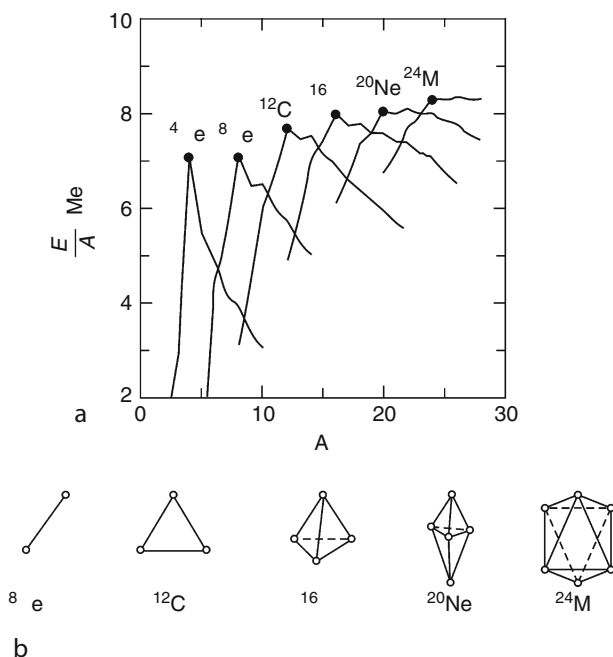 10
8
6
4
2
E/A Me
⁴ e
⁸ e
¹²C
¹⁶
²⁰Ne
²⁴M
0 10 20 30
a
A
⁸ e ¹²C ¹⁶ ²⁰Ne ²⁴M
b